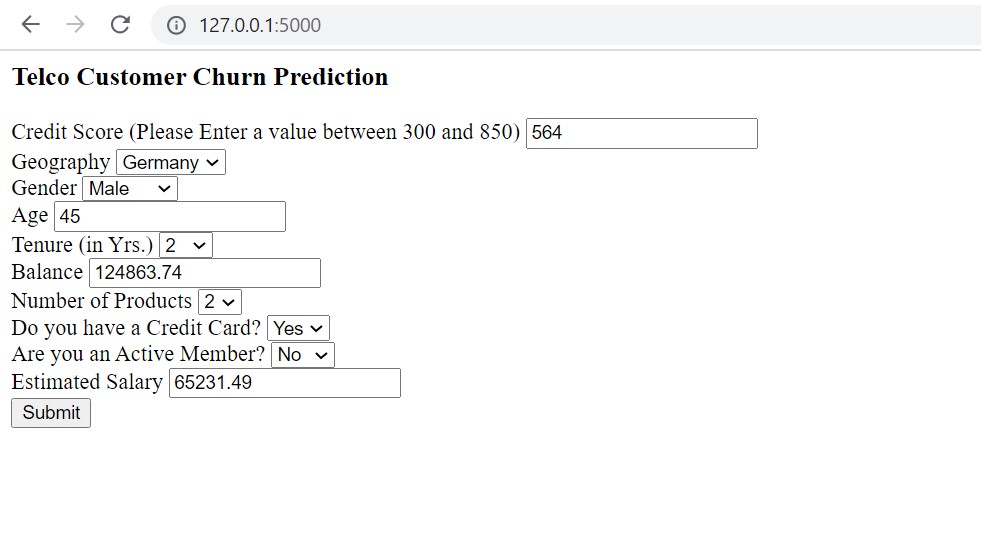 127.0.0.1:5000
Telco Customer Churn Prediction
Credit Score (Please Enter a value between 300 and 850) 564
Geography Germany
Gender Male
Age 45
Tenure (in Yrs.) 2
Balance 124863.74
Number of Products 2
Do you have a Credit Card? Yes
Are you an Active Member? No
Estimated Salary 65231.49
Submit